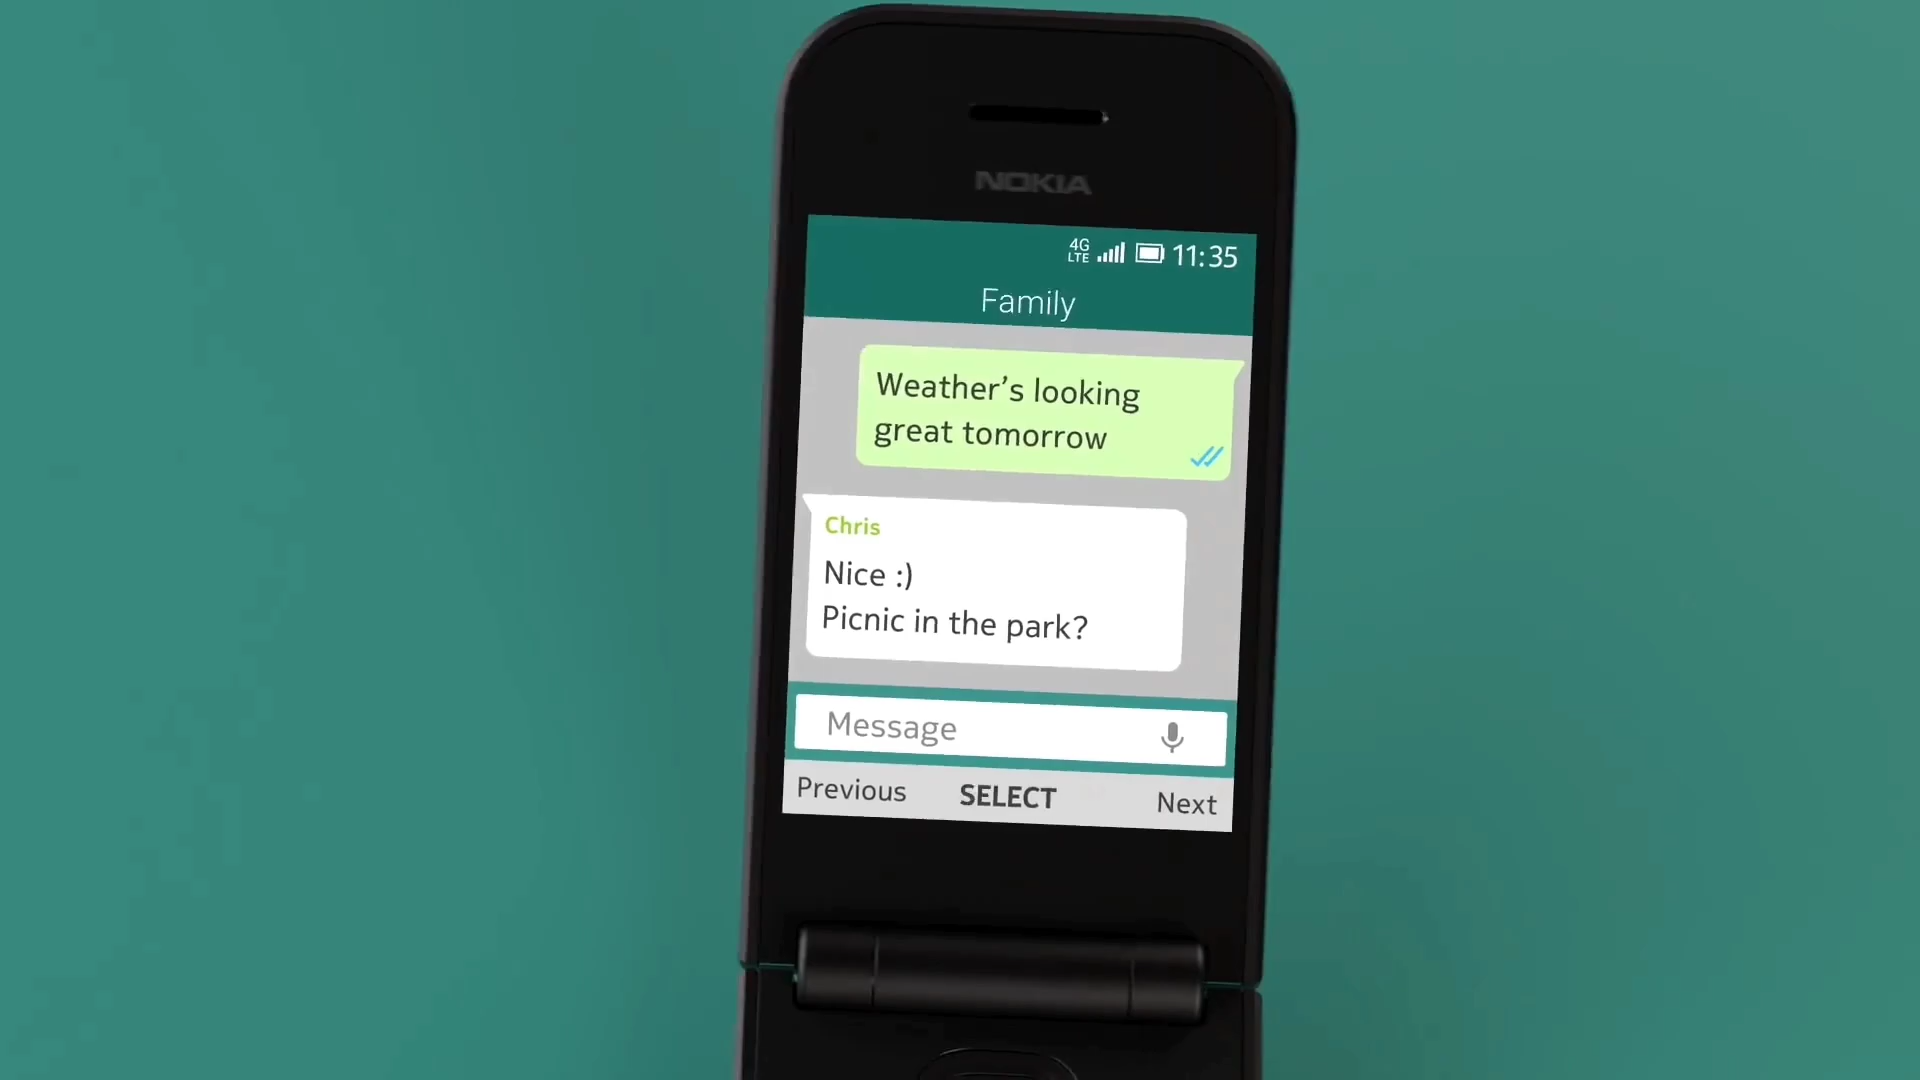 NOKIA
4G
LTE
11:35
Family
Weather’s looking
great tomorrow
Chris
Nice :)
Picnic in the park?
Message
Previous SELECT Next